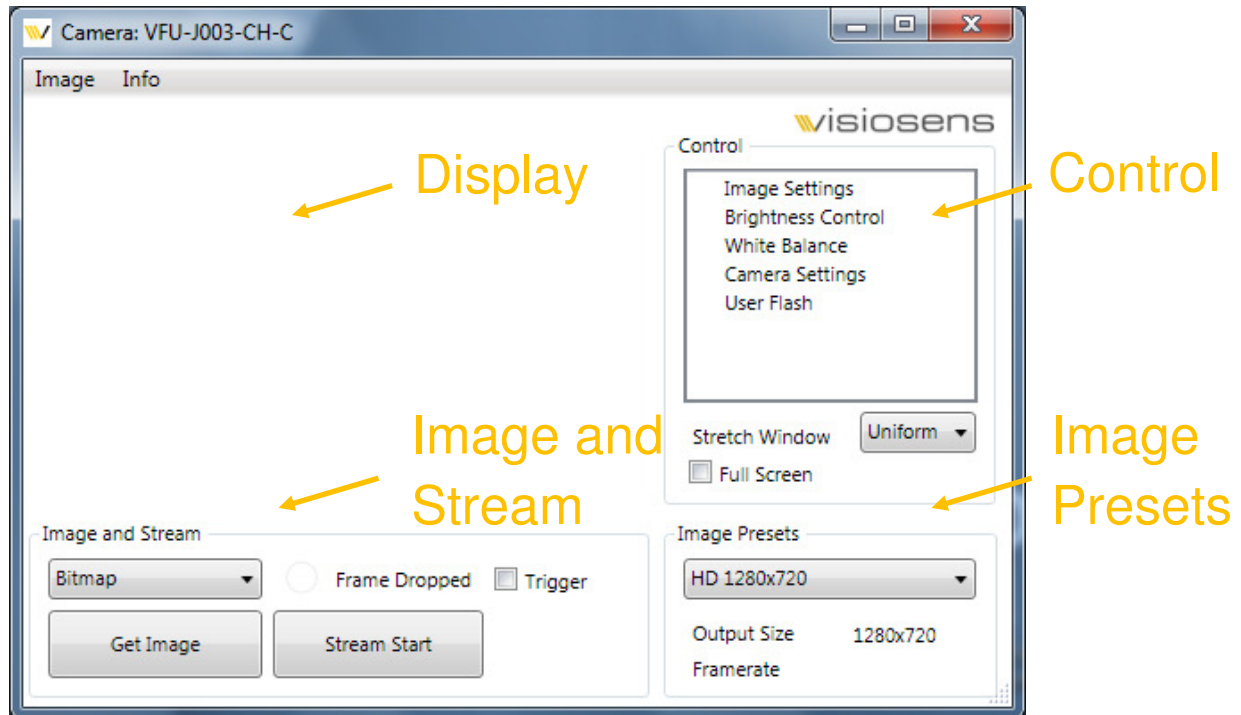 Camera: VFU-J003-CH-C
Image Info
visiosens
Display
Control
Control
Image Settings
Brightness Control
White Balance
Camera Settings
User Flash
Stretch Window Uniform
Full Screen
Image and
Stream
Image
Presets
Image and Stream
Bitmap Frame Dropped Trigger
Get Image Stream Start
Image Presets
HD 1280x720
Output Size 1280x720
Framerate